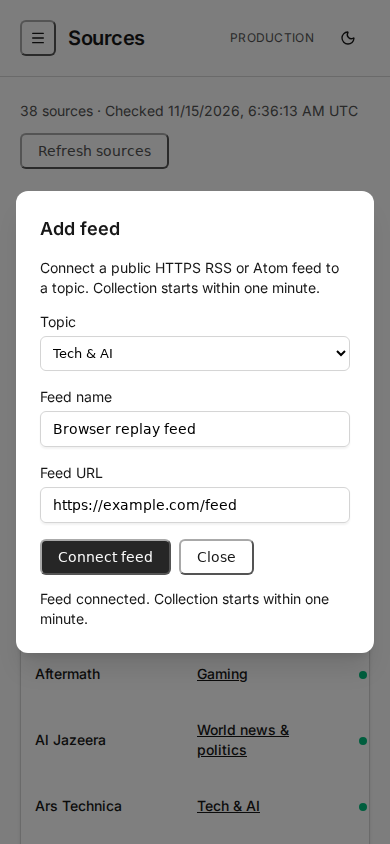 Sources
PRODUCTION
38 sources · Checked 11/15/2026, 6:36:13 AM UTC
Refresh sources
Add feed
Connect a public HTTPS RSS or Atom feed to
a topic. Collection starts within one minute.
Topic
Tech & AI
Feed name
Browser replay feed
Feed URL
https://example.com/feed
Connect feed
Close
Feed connected. Collection starts within one
minute.
Aftermath
Gaming
Al Jazeera
World news &
politics
Ars Technica
Tech & AI